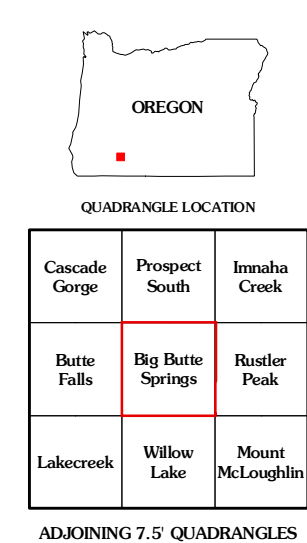 OREGON
QUADRANGLE LOCATION
Cascade Gorge
Prospect South
Imnaha Creek
Butte Falls
Big Butte Springs
Rustler Peak
Lakecreek
Willow Lake
Mount McLoughlin
ADJOINING 7.5' QUADRANGLES